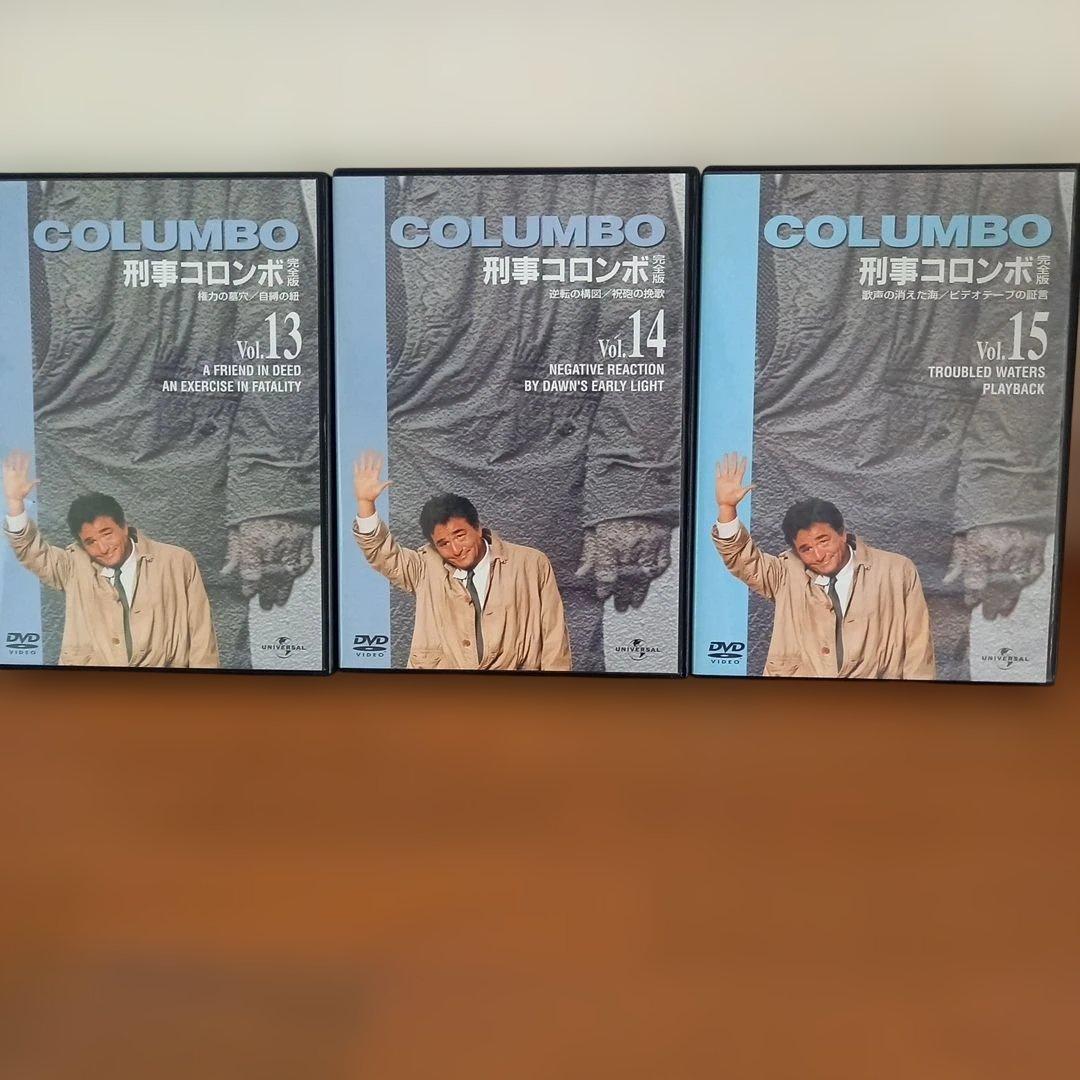 COLUMBO
刑事コロンボ 完全版
権力の墓穴／自縛の紐
Vol.13
A FRIEND IN DEED
AN EXERCISE IN FATALITY
DVD
VIDEO
UNIVERSAL
COLUMBO
刑事コロンボ 完全版
逆転の構図／祝砲の挽歌
Vol.14
NEGATIVE REACTION
BY DAWN'S EARLY LIGHT
DVD
VIDEO
UNIVERSAL
COLUMBO
刑事コロンボ 完全版
歌声の消えた海／ビデオテープの証言
Vol.15
TROUBLED WATERS
PLAYBACK
DVD
VIDEO
UNIVERSAL